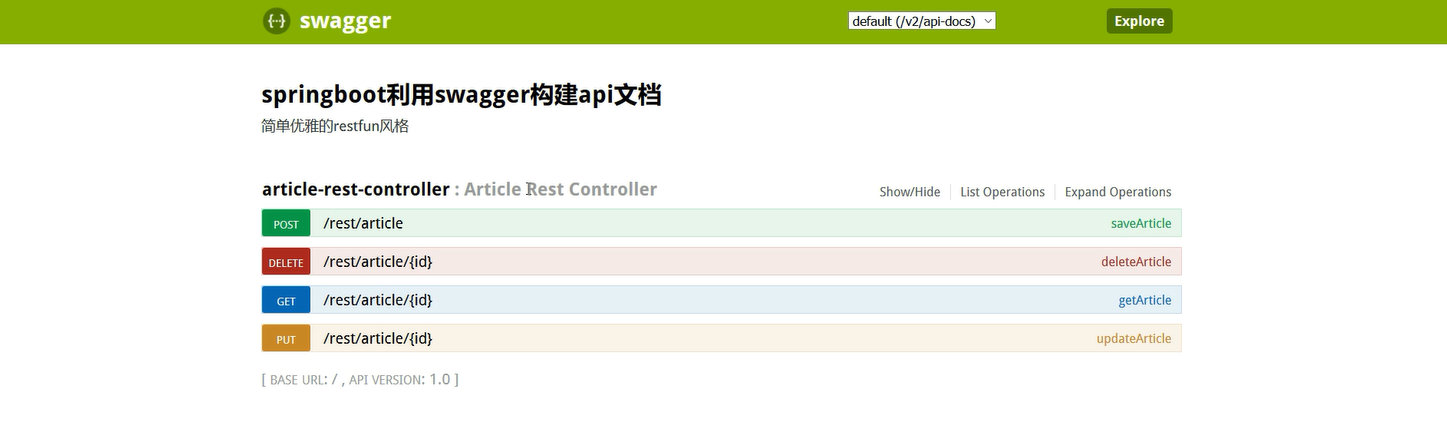 {··} swagger default (/v2/api-docs) Explore
springboot利用swagger构建api文档
简单优雅的restfun风格
article-rest-controller : Article Rest Controller Show/Hide List Operations Expand Operations
POST /rest/article saveArticle
DELETE /rest/article/{id} deleteArticle
GET /rest/article/{id} getArticle
PUT /rest/article/{id} updateArticle
[ BASE URL: / , API VERSION: 1.0 ]